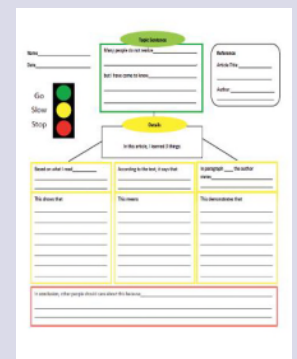 Topic Sentence
Name
Date
Many people do not realize
but I have come to know
Reference
Article Title
Author
Go
Slow
Stop
Details
In this article, I learned 3 things
Based on what I read
According to the text, it says that
In paragraph ____ the author
states
This shows that
This means
This demonstrates that
In conclusion, other people should care about this because